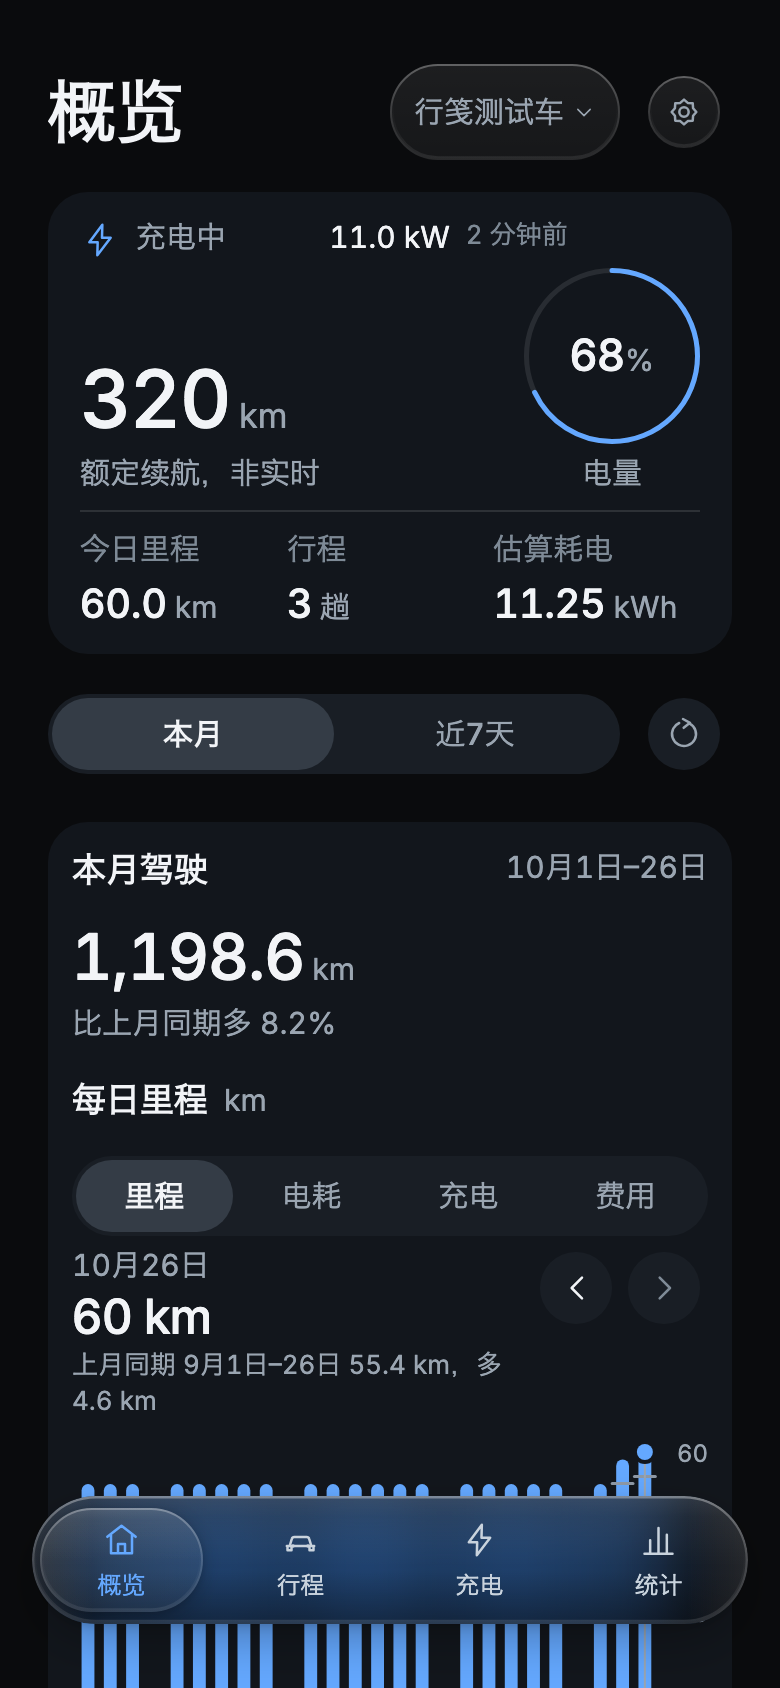 概览
行笺测试车
充电中 11.0 kW 2 分钟前
68%
320 km
额定续航，非实时
电量
今日里程 行程 估算耗电
60.0 km 3 趟 11.25 kWh
本月 近7天
本月驾驶 10月1日–26日
1,198.6 km
比上月同期多 8.2%
每日里程 km
里程 电耗 充电 费用
10月26日
60 km
上月同期 9月1日–26日 55.4 km，多
4.6 km
60
概览 行程 充电 统计